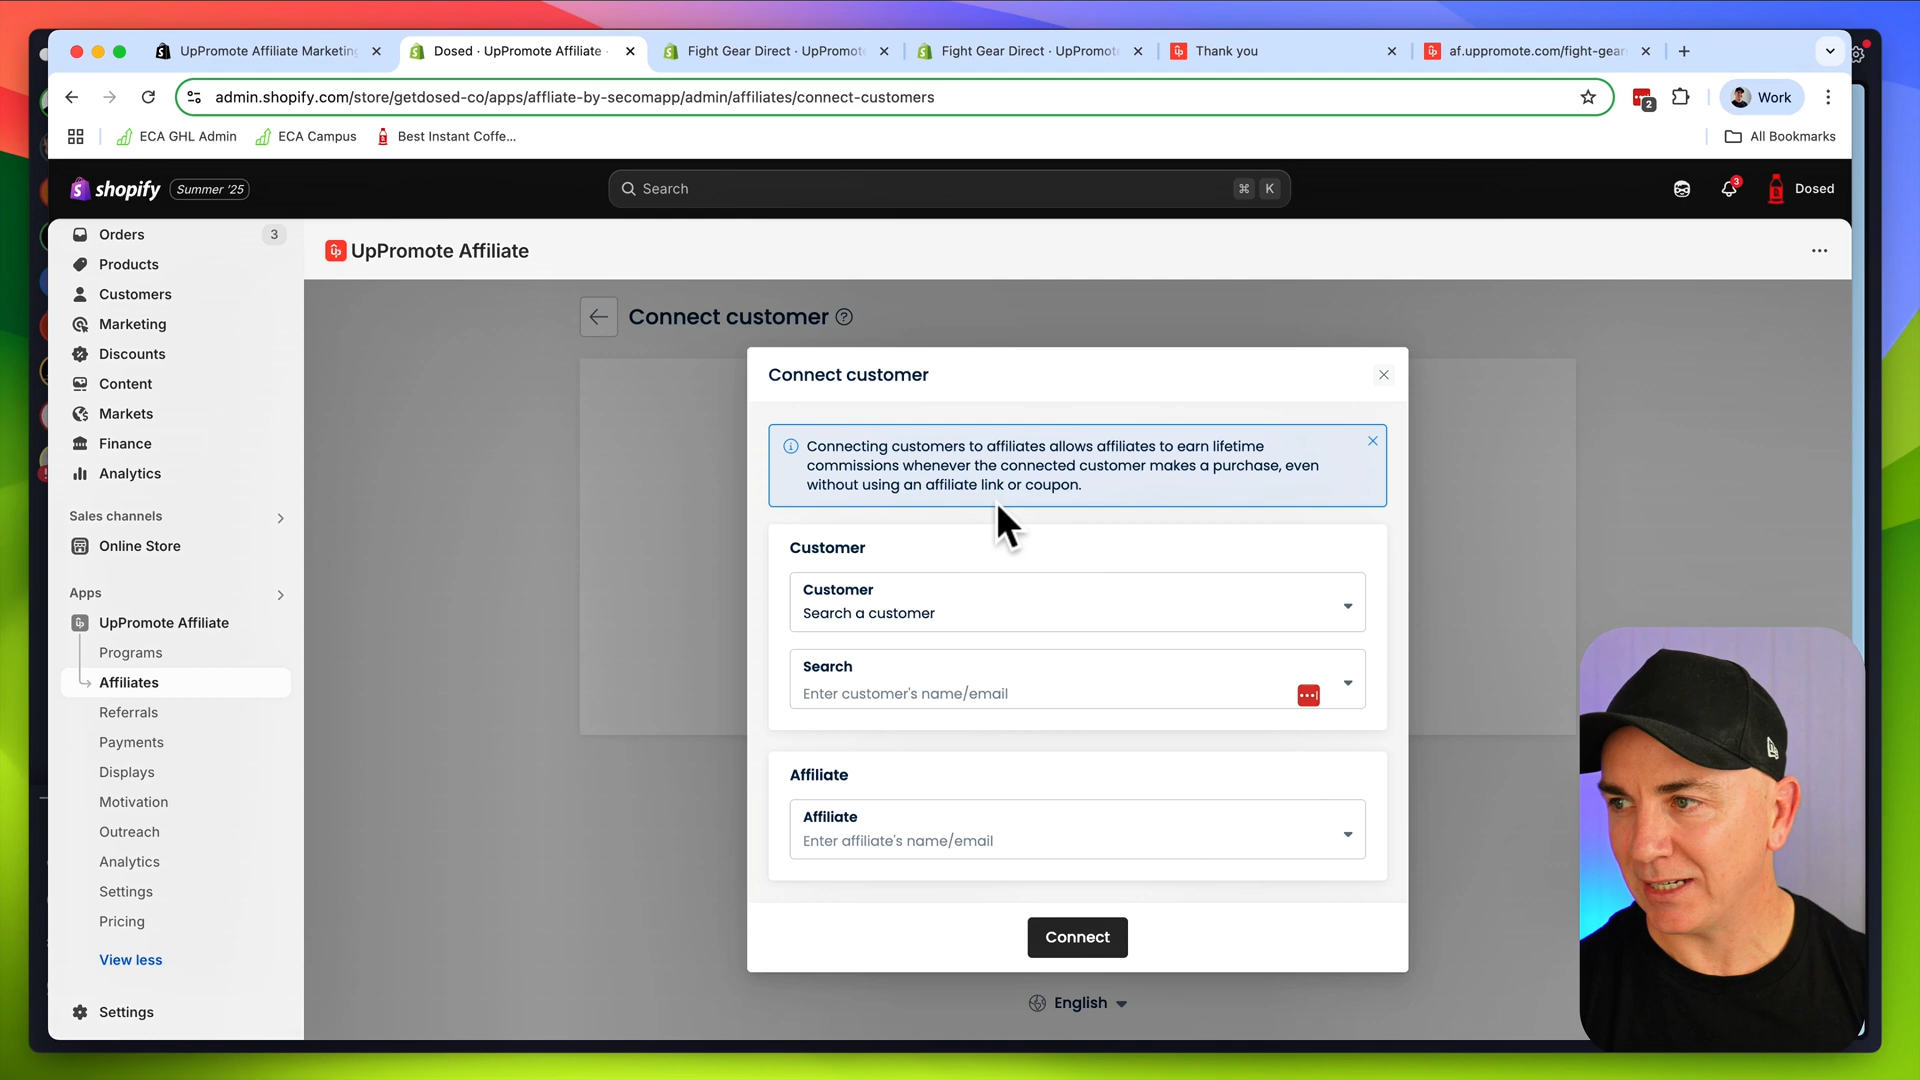 UpPromote Affiliate Marketing
Dosed · UpPromote Affiliate ·
Fight Gear Direct · UpPromote
Fight Gear Direct · UpPromot
Thank you
af.uppromote.com/fight-gear
admin.shopify.com/store/getdosed-co/apps/affliate-by-secomapp/admin/affiliates/connect-customers
2
Work
ECA GHL Admin
ECA Campus
Best Instant Coffe...
All Bookmarks
shopify
Summer '25
Search
⌘ K
3
Dosed
Orders
3
Products
Customers
Marketing
Discounts
Content
Markets
Finance
Analytics
Sales channels
Online Store
Apps
UpPromote Affiliate
Programs
Affiliates
Referrals
Payments
Displays
Motivation
Outreach
Analytics
Settings
Pricing
View less
Settings
UpPromote Affiliate
Connect customer
Connect customer
Connecting customers to affiliates allows affiliates to earn lifetime
commissions whenever the connected customer makes a purchase, even
without using an affiliate link or coupon.
Customer
Customer
Search a customer
Search
Enter customer's name/email
Affiliate
Affiliate
Enter affiliate's name/email
Connect
English